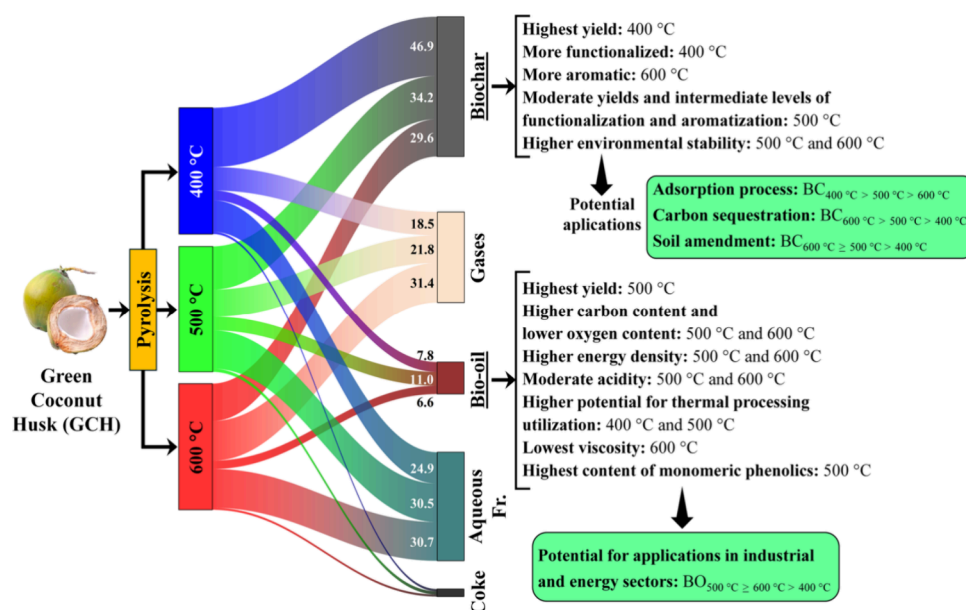 Green
Coconut
Husk (GCH)
Pyrolysis
400 °C
500 °C
600 °C
46.9
34.2
29.6
Biochar
18.5
21.8
31.4
Gases
7.8
11.0
6.6
Bio-oil
24.9
30.5
30.7
Aqueous
Fr.
Coke
Highest yield: 400 °C
More functionalized: 400 °C
More aromatic: 600 °C
Moderate yields and intermediate levels of
functionalization and aromatization: 500 °C
Higher environmental stability: 500 °C and 600 °C
Potential
aplications
Adsorption process: BC400 °C > 500 °C > 600 °C
Carbon sequestration: BC600 °C > 500 °C > 400 °C
Soil amendment: BC600 °C ≥ 500 °C > 400 °C
Highest yield: 500 °C
Higher carbon content and
lower oxygen content: 500 °C and 600 °C
Higher energy density: 500 °C and 600 °C
Moderate acidity: 500 °C and 600 °C
Higher potential for thermal processing
utilization: 400 °C and 500 °C
Lowest viscosity: 600 °C
Highest content of monomeric phenolics: 500 °C
Potential for applications in industrial
and energy sectors: BO500 °C ≥ 600 °C > 400 °C